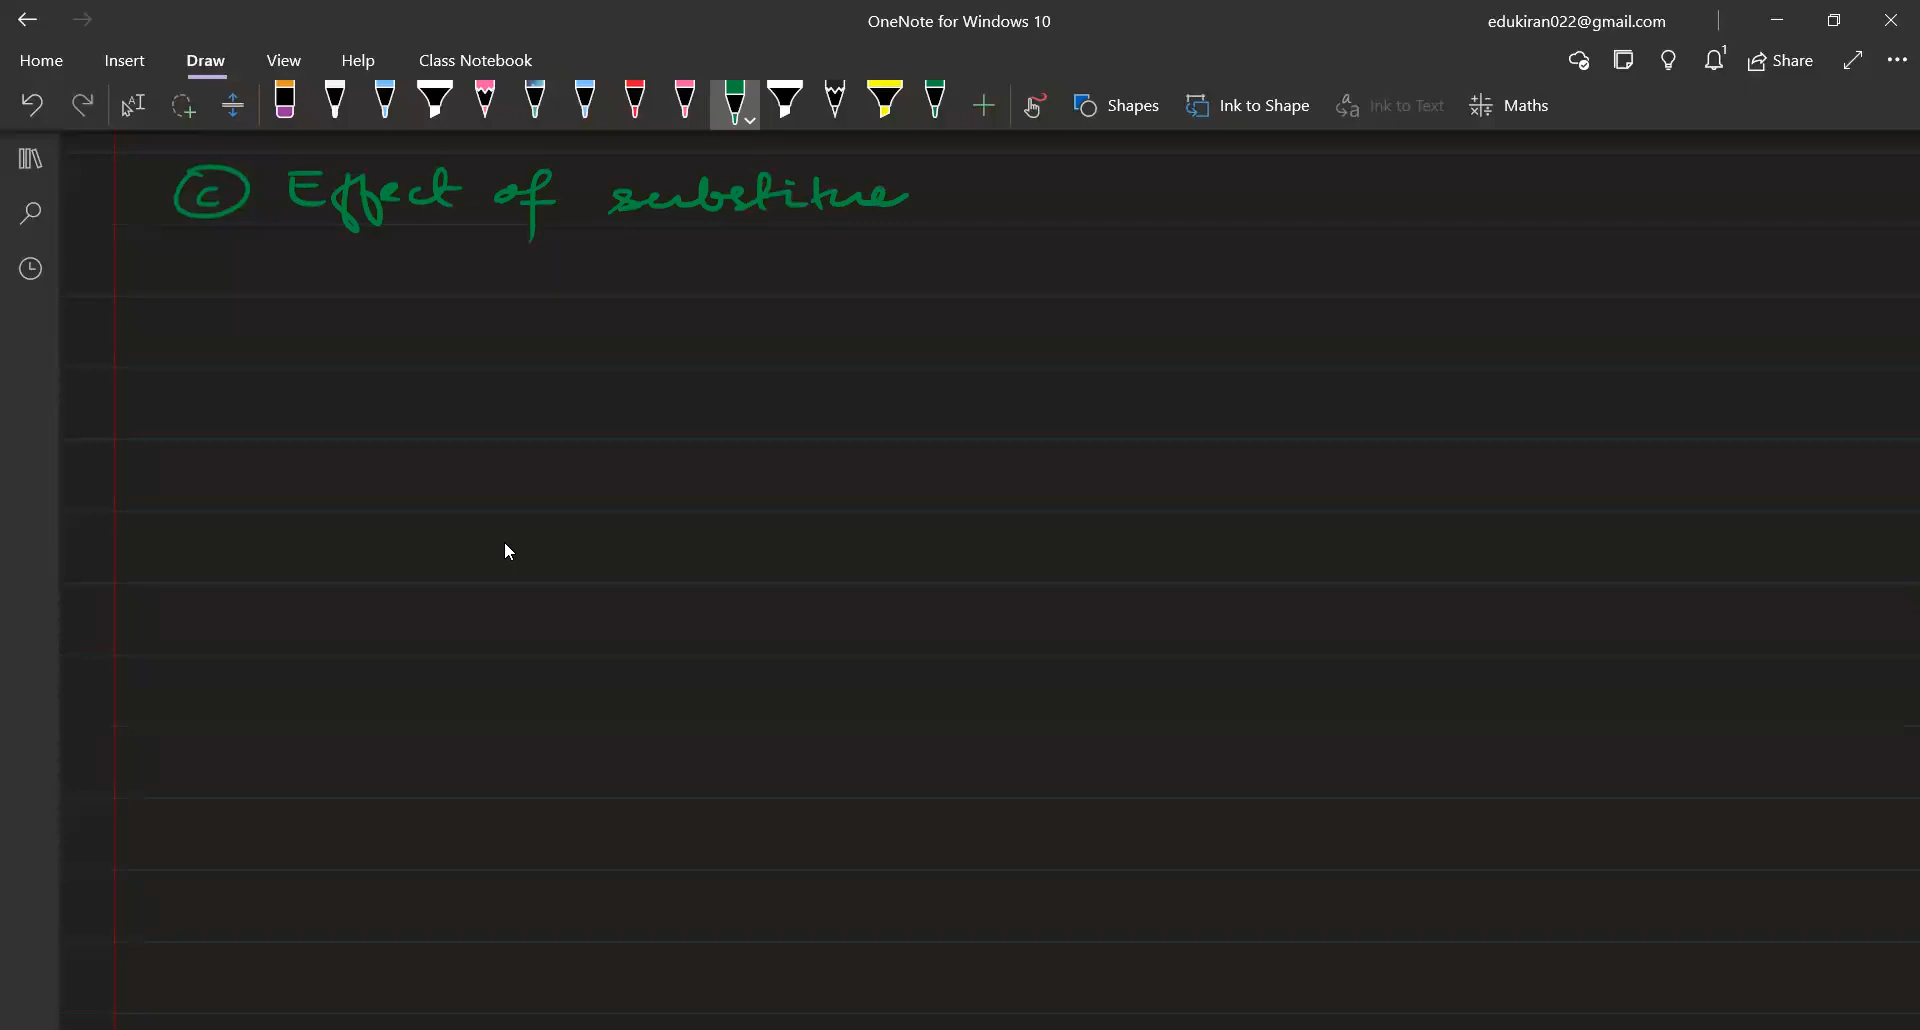 OneNote for Windows 10
edukiran022@gmail.com
Home Insert Draw View Help Class Notebook
1
Share
Shapes Ink to Shape Ink to Text Maths
c Effect of substitue